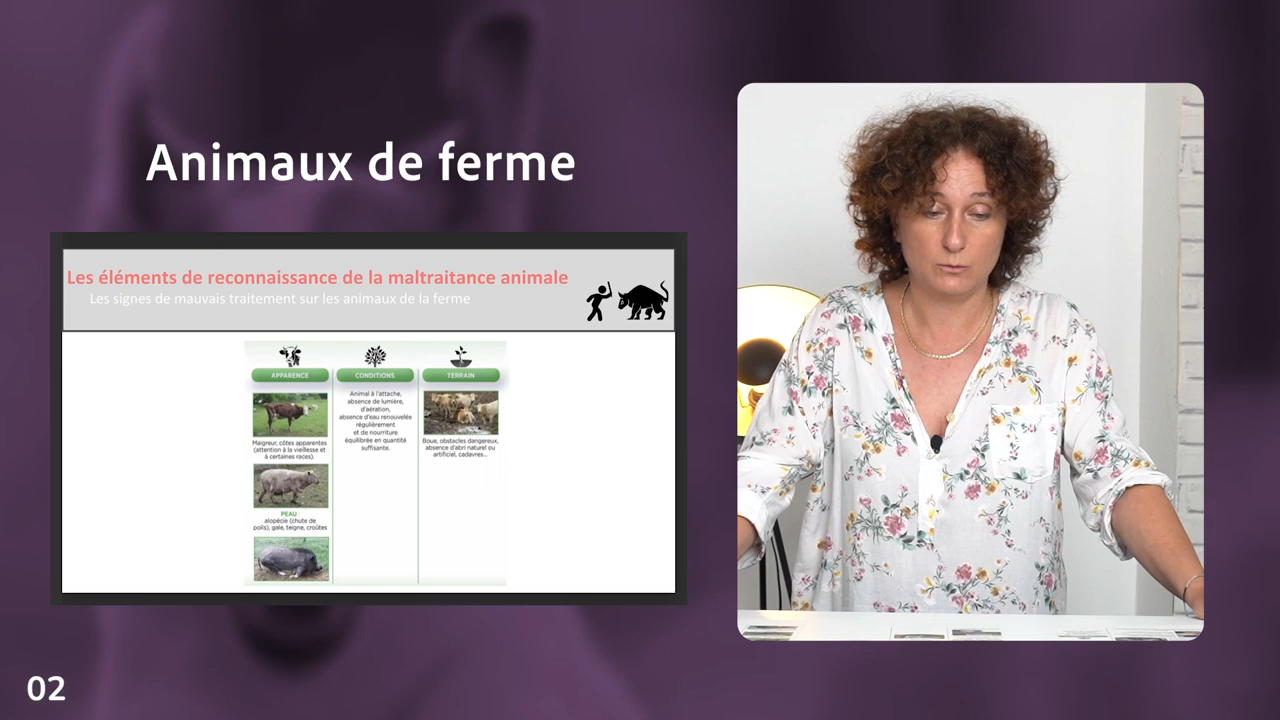 Animaux de ferme
Les éléments de reconnaissance de la maltraitance animale
Les signes de mauvais traitement sur les animaux de la ferme
APPARENCE
Maigreur, côtes apparentes
(attention à la vieillesse et
à certaines races).
PEAU
alopécie (chute de
poils), gale, teigne, croûtes
CONDITIONS
Animal à l'attache,
absence de lumière,
d'aération,
absence d'eau renouvelée
régulièrement
et de nourriture
équilibrée en quantité
suffisante.
TERRAIN
Boue, obstacles dangereux,
absence d'abri naturel ou
artificiel, cadavres...
02